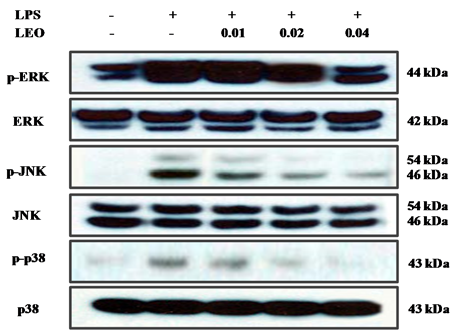 LPS - + + + +
LEO - - 0.01 0.02 0.04
p-ERK 44 kDa
ERK 42 kDa
54 kDa
p-JNK 46 kDa
JNK 54 kDa
46 kDa
p-p38 43 kDa
p38 43 kDa